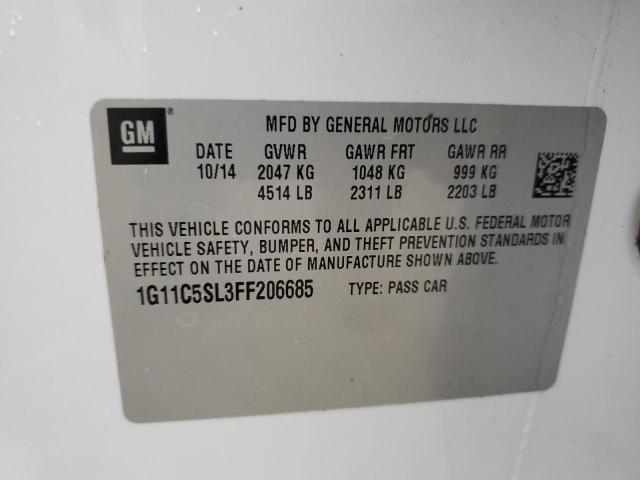 GM ®
MFD BY GENERAL MOTORS LLC
DATE GVWR GAWR FRT GAWR RR
10/14 2047 KG 1048 KG 999 KG
4514 LB 2311 LB 2203 LB
THIS VEHICLE CONFORMS TO ALL APPLICABLE U.S. FEDERAL MOTOR
VEHICLE SAFETY, BUMPER, AND THEFT PREVENTION STANDARDS IN
EFFECT ON THE DATE OF MANUFACTURE SHOWN ABOVE.
1G11C5SL3FF206685 TYPE: PASS CAR